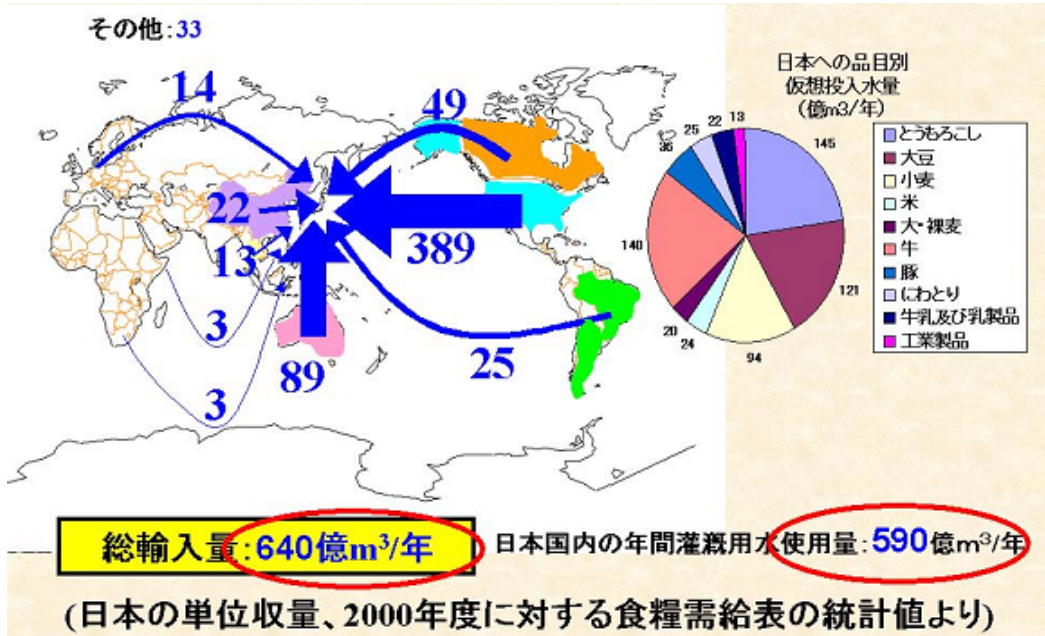 その他:33
14
49
22
13
389
3
89
25
3
日本への品目別
仮想投入水量
(億m3/年)
13
22
25
36
145
140
121
20
24
94
とうもろこし
大豆
小麦
米
大・裸麦
牛
豚
にわとり
牛乳及び乳製品
工業製品
総輸入量:640億m³/年
日本国内の年間灌漑用水使用量:590億m³/年
(日本の単位収量、2000年度に対する食糧需給表の統計値より)